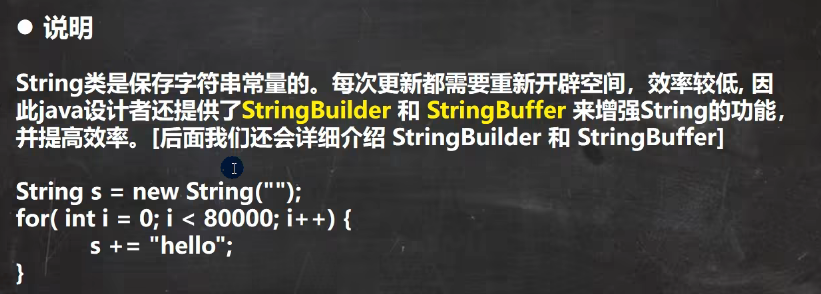 ● 说明
String类是保存字符串常量的。每次更新都需要重新开辟空间，效率较低, 因
此java设计者还提供了StringBuilder 和 StringBuffer 来增强String的功能，
并提高效率。[后面我们还会详细介绍 StringBuilder 和 StringBuffer]
String s = new String("");
for( int i = 0; i < 80000; i++) {
s += "hello";
}